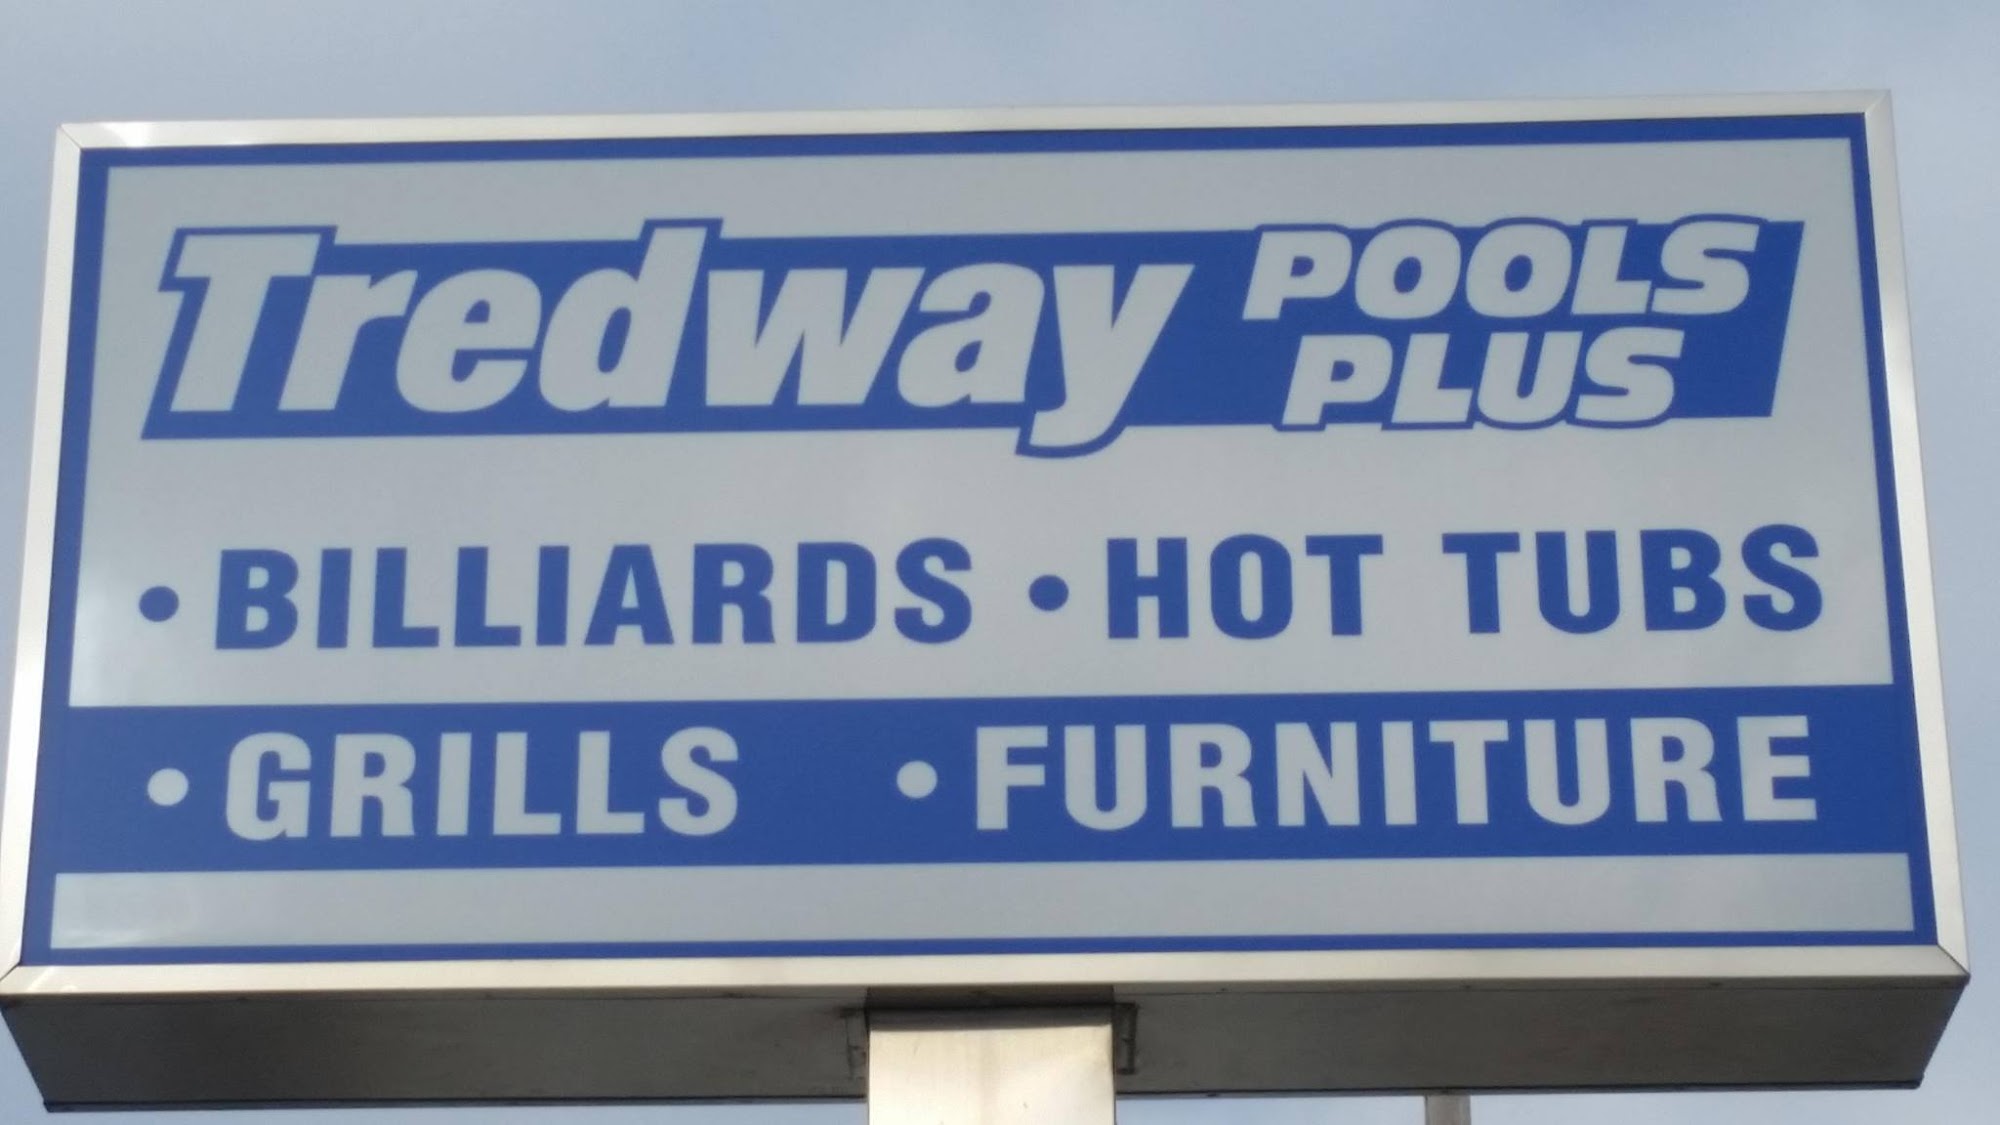 Tredway POOLS
PLUS
• BILLIARDS • HOT TUBS
• GRILLS • FURNITURE